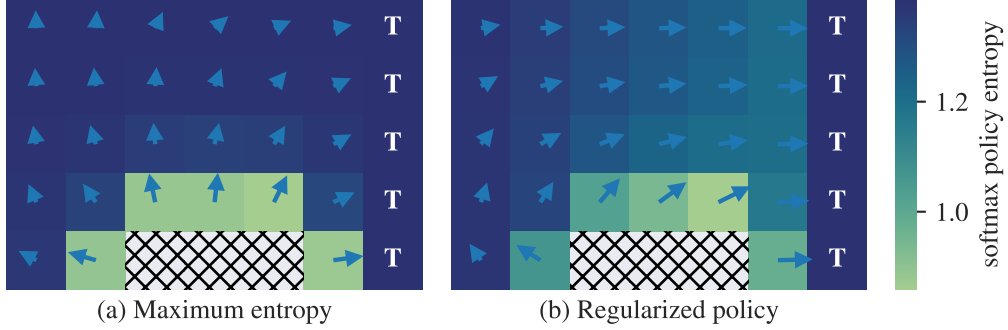 T T
T T
T T
T T
T T
1.2
1.0
softmax policy entropy
(a) Maximum entropy
(b) Regularized policy